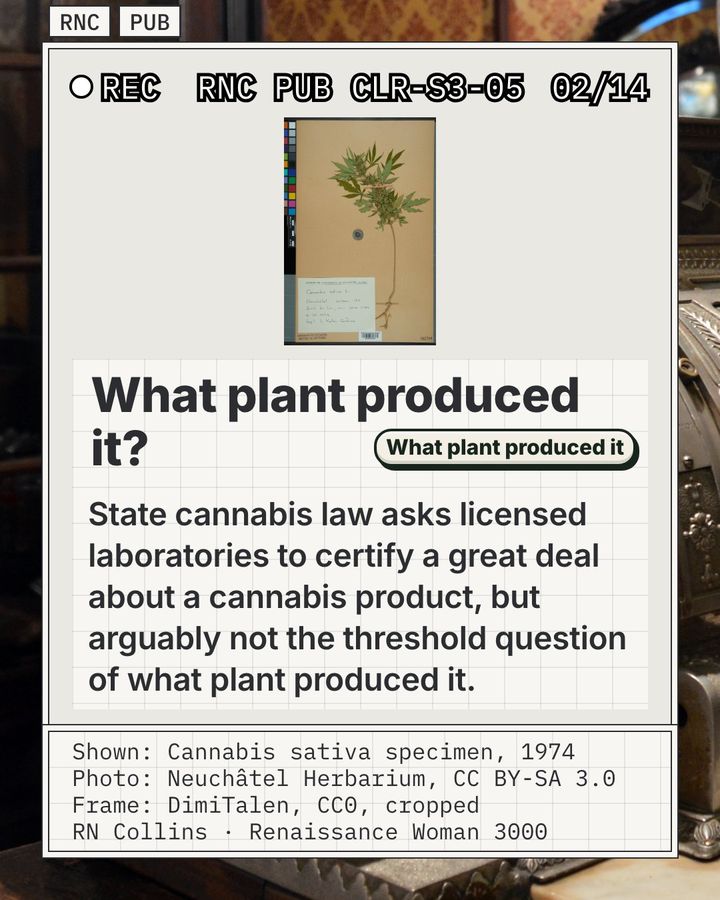 RNC PUB
REC RNC PUB CLR-S3-05 02/14
Cannabis sativa L.
What plant produced
it?
What plant produced it
State cannabis law asks licensed
laboratories to certify a great deal
about a cannabis product, but
arguably not the threshold question
of what plant produced it.
Shown: Cannabis sativa specimen, 1974
Photo: Neuchâtel Herbarium, CC BY-SA 3.0
Frame: DimiTalen, CC0, cropped
RN Collins · Renaissance Woman 3000